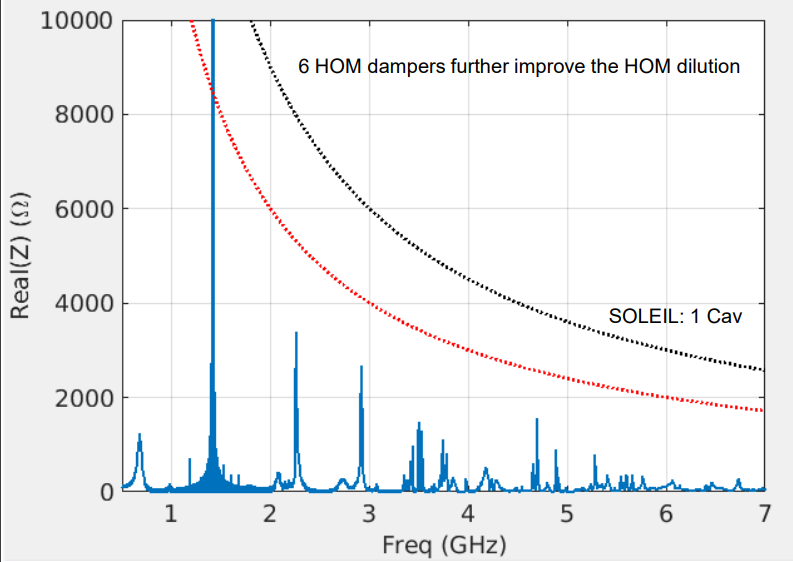 10000
8000
6000
4000
2000
0
Real(Z) (Ω)
6 HOM dampers further improve the HOM dilution
SOLEIL: 1 Cav
1 2 3 4 5 6 7
Freq (GHz)